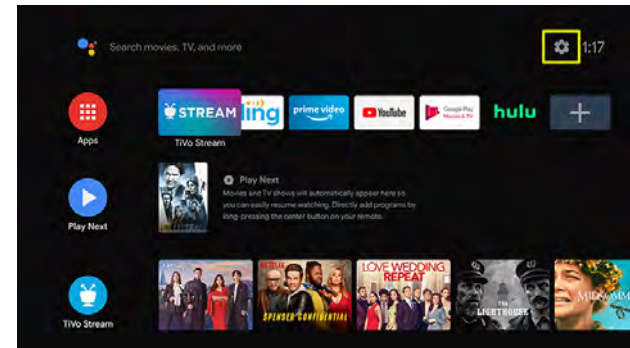 Search movies, TV, and more
1:17
Apps
STREAM
ling
prime video
YouTube
Google Play
Movies & TV
hulu
TiVo Stream
Play Next
Play Next
Movies and TV shows will automatically appear here so
you can easily resume watching. Directly add programs by
long-pressing the center button on your remote.
TiVo Stream
NETFLIX
SPENSER CONFIDENTIAL
LOVE WEDDING
REPEAT
THE
LIGHTHOUSE
MIDSOMM